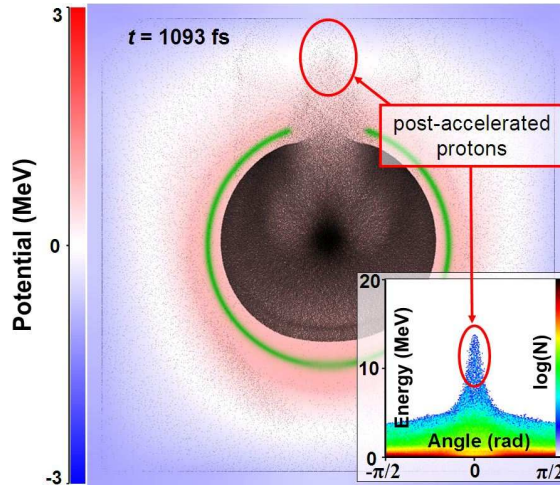 3
t = 1093 fs
post-accelerated
protons
Potential (MeV)
0
-3
20
Energy (MeV)
log(N)
10
Angle (rad)
0
-π/2
0
π/2